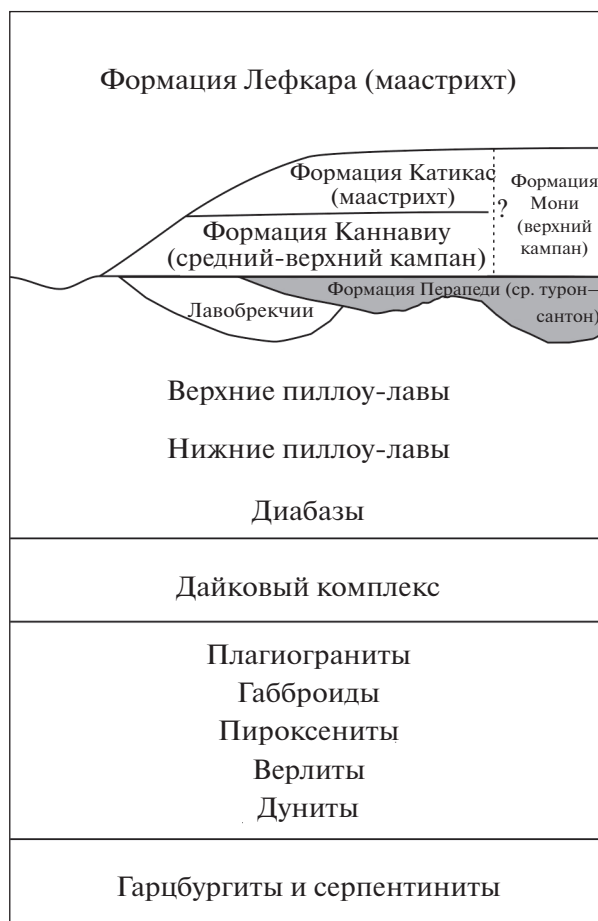 Формация Лефкара (маастрихт)
Формация Катикас
(маастрихт)
Формация Каннавиу
(средний-верхний кампан)
?
Формация
Мони
(верхний
кампан)
Формация Перапеди (ср. турон–
сантон)
Лавобрекчии
Верхние пиллоу-лавы
Нижние пиллоу-лавы
Диабазы
Дайковый комплекс
Плагиограниты
Габброиды
Пироксениты
Верлиты
Дуниты
Гарцбургиты и серпентиниты